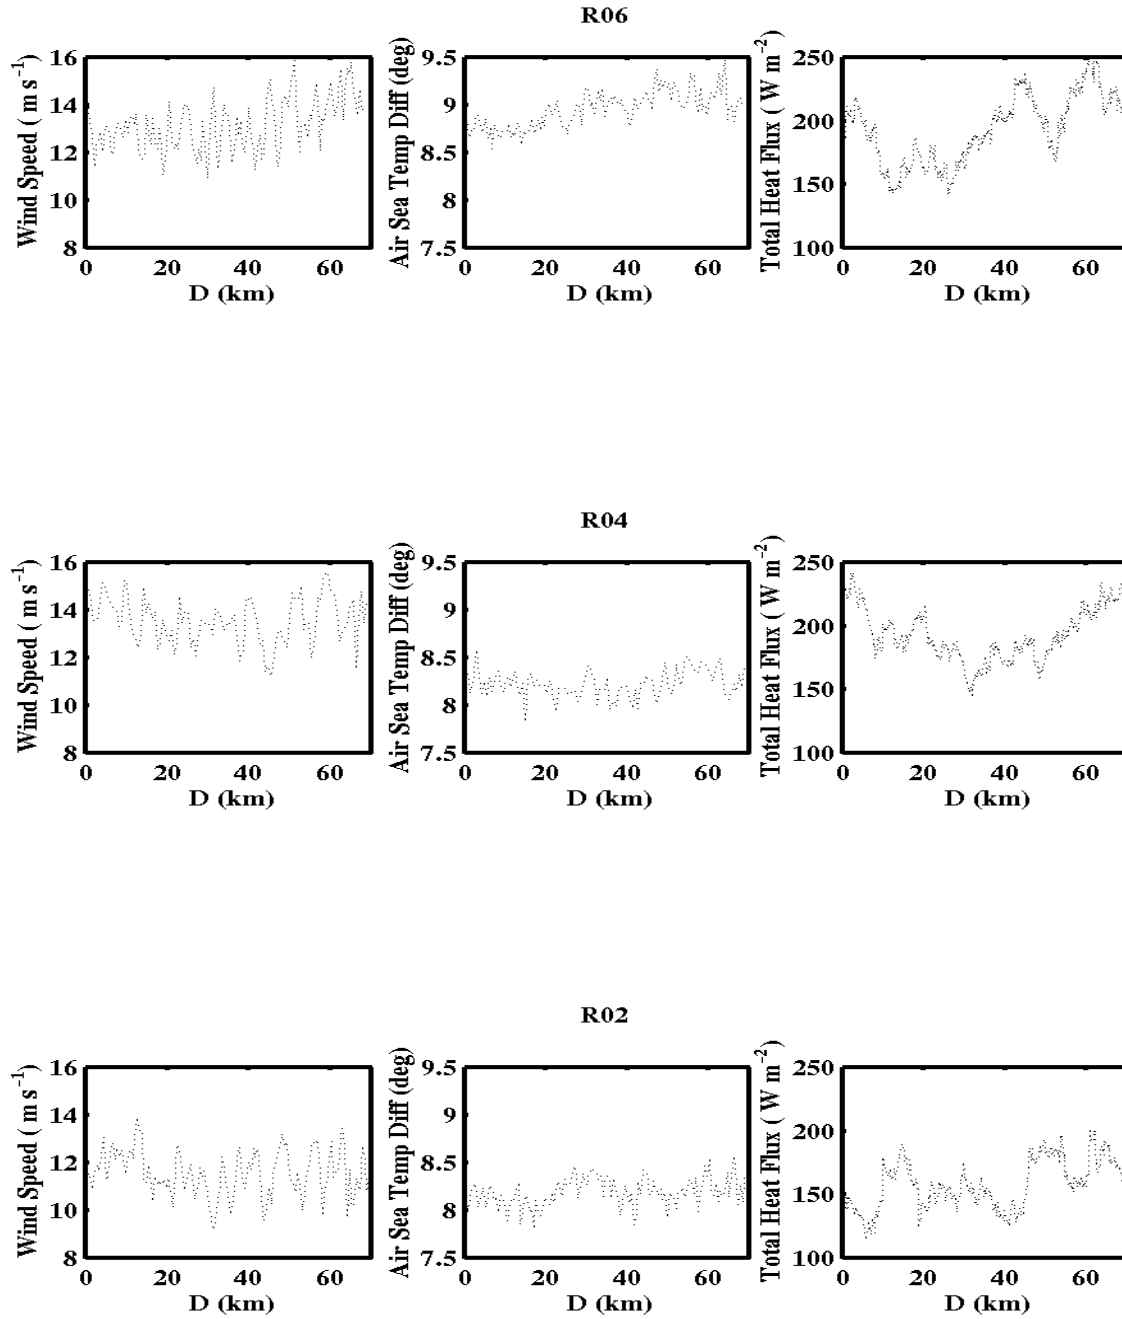 R06
Wind Speed ( m s⁻¹)
16
14
12
10
8
0 20 40 60
D (km)
Air Sea Temp Diff (deg)
9.5
9
8.5
8
7.5
0 20 40 60
D (km)
Total Heat Flux ( W m⁻²)
250
200
150
100
0 20 40 60
D (km)
R04
Wind Speed ( m s⁻¹)
16
14
12
10
8
0 20 40 60
D (km)
Air Sea Temp Diff (deg)
9.5
9
8.5
8
7.5
0 20 40 60
D (km)
Total Heat Flux ( W m⁻²)
250
200
150
100
0 20 40 60
D (km)
R02
Wind Speed ( m s⁻¹)
16
14
12
10
8
0 20 40 60
D (km)
Air Sea Temp Diff (deg)
9.5
9
8.5
8
7.5
0 20 40 60
D (km)
Total Heat Flux ( W m⁻²)
250
200
150
100
0 20 40 60
D (km)